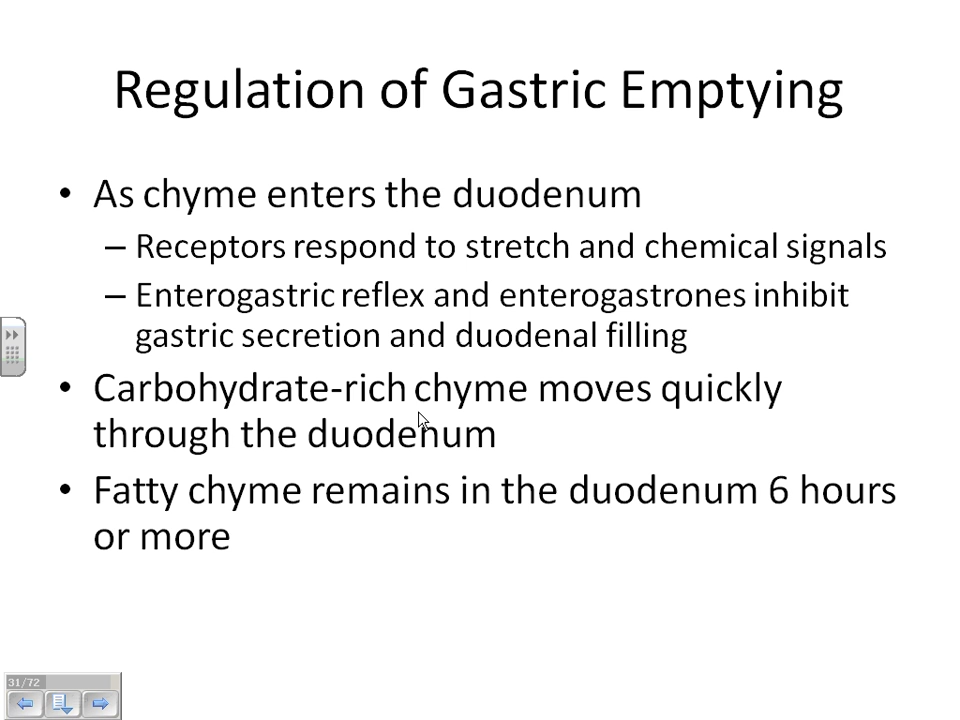 Regulation of Gastric Emptying
• As chyme enters the duodenum
– Receptors respond to stretch and chemical signals
– Enterogastric reflex and enterogastrones inhibit
gastric secretion and duodenal filling
• Carbohydrate-rich chyme moves quickly
through the duodenum
• Fatty chyme remains in the duodenum 6 hours
or more
31/72